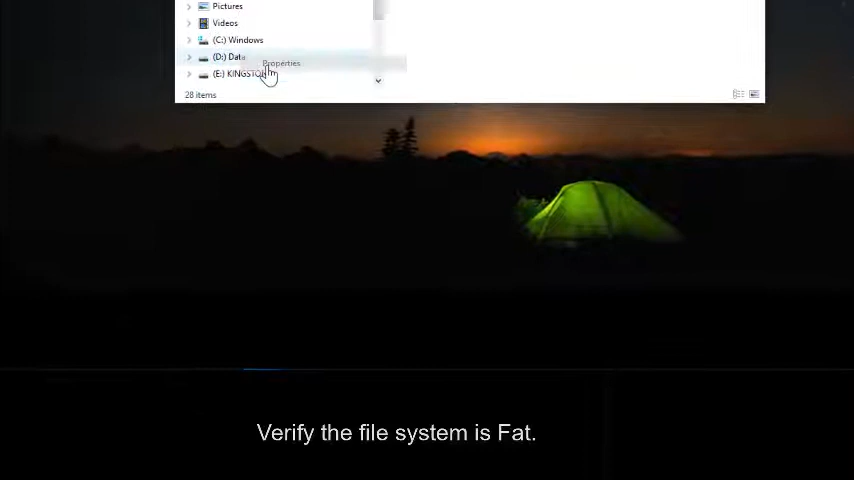 Pictures
Videos
(C:) Windows
(D:) Data
Properties
(E:) KINGSTON
28 items
Verify the file system is Fat.